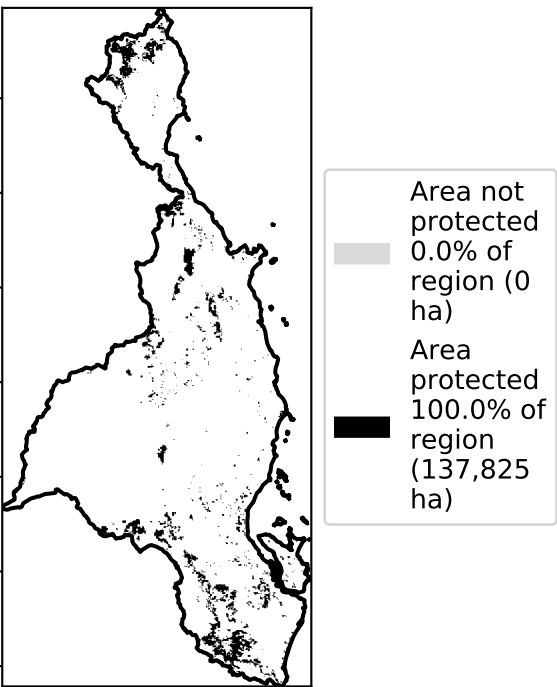 Area not
protected
0.0% of
region (0
ha)
Area
protected
100.0% of
region
(137,825
ha)